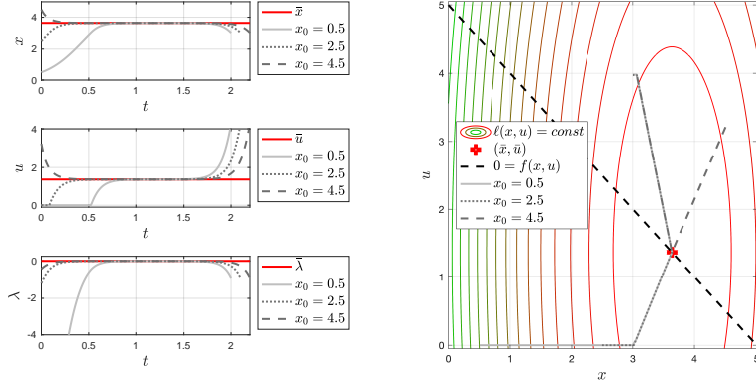 x
4
2
0
0
0.5
1
1.5
2
t
x̄
x₀ = 0.5
x₀ = 2.5
x₀ = 4.5
u
4
2
0
0
0.5
1
1.5
2
t
ū
x₀ = 0.5
x₀ = 2.5
x₀ = 4.5
λ
0
-2
-4
0
0.5
1
1.5
2
t
λ̄
x₀ = 0.5
x₀ = 2.5
x₀ = 4.5
u
5
4
3
2
1
0
0
1
2
3
4
5
x
ℓ(x, u) = const
(x̄, ū)
0 = f(x, u)
x₀ = 0.5
x₀ = 2.5
x₀ = 4.5